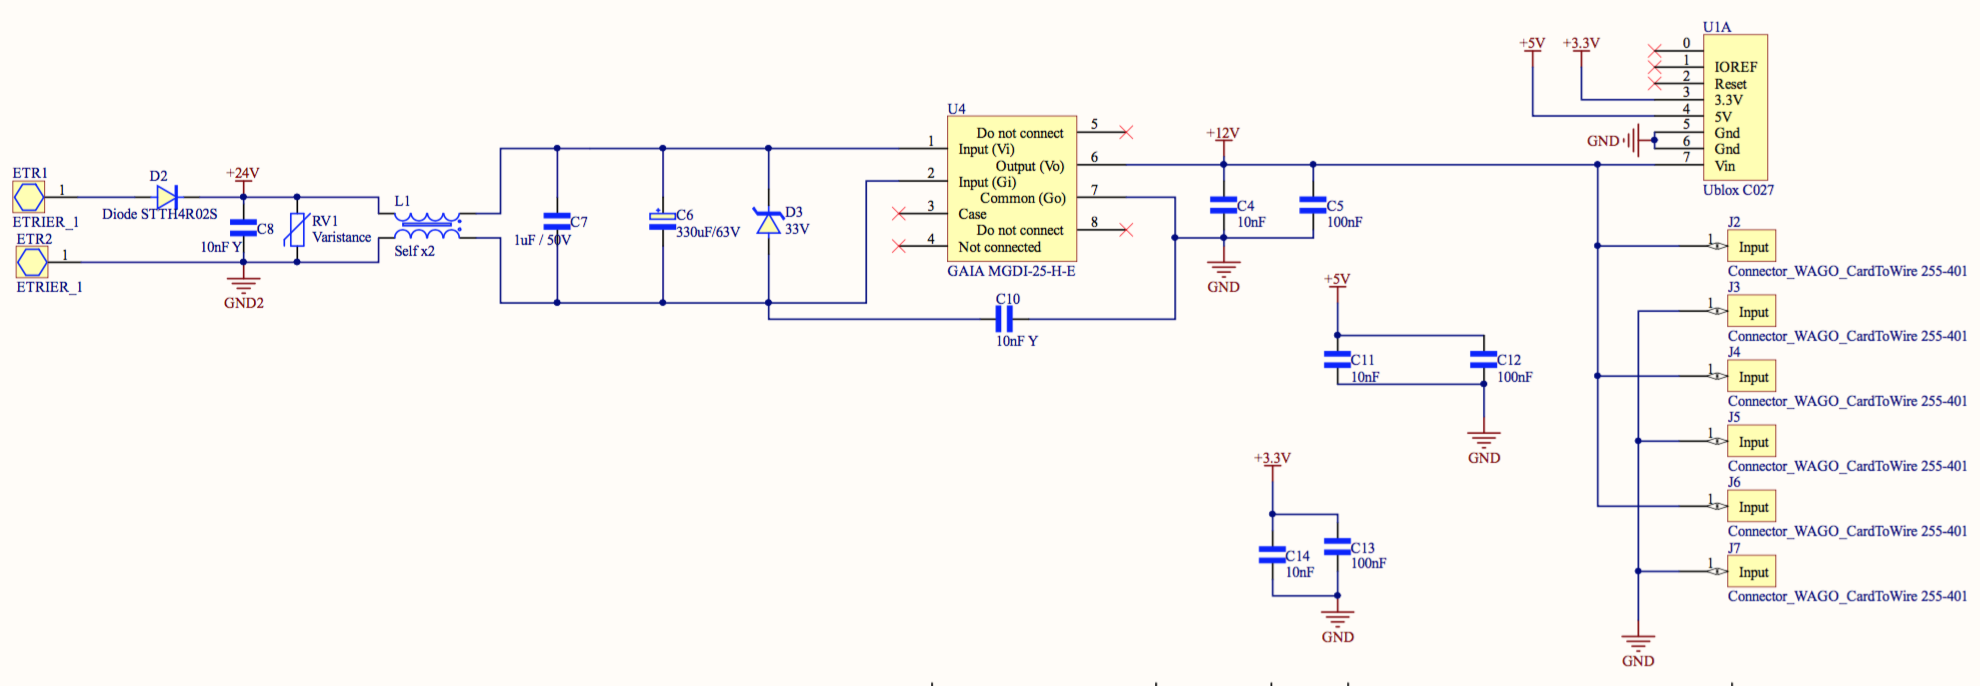 ETR1
1
ETRIER_1
ETR2
1
ETRIER_1
D2
Diode STTH4R02S
+24V
C8
10nF Y
GND2
RV1
Varistance
L1
Self x2
C7
1uF / 50V
C6
330uF/63V
D3
33V
U4
1
2
3
4
Do not connect
Input (Vi)
Output (Vo)
Input (Gi)
Common (Go)
Case
Do not connect
Not connected
5
6
7
8
GAIA MGDI-25-H-E
C10
10nF Y
+12V
C4
10nF
C5
100nF
GND
+5V
C11
10nF
C12
100nF
GND
+3.3V
C14
10nF
C13
100nF
GND
+5V
+3.3V
GND
U1A
0
1
IOREF
2
Reset
3
3.3V
4
5V
5
Gnd
6
Gnd
7
Vin
Ublox C027
J2
1
Input
Connector_WAGO_CardToWire 255-401
J3
1
Input
Connector_WAGO_CardToWire 255-401
J4
1
Input
Connector_WAGO_CardToWire 255-401
J5
1
Input
Connector_WAGO_CardToWire 255-401
J6
1
Input
Connector_WAGO_CardToWire 255-401
J7
1
Input
Connector_WAGO_CardToWire 255-401
GND